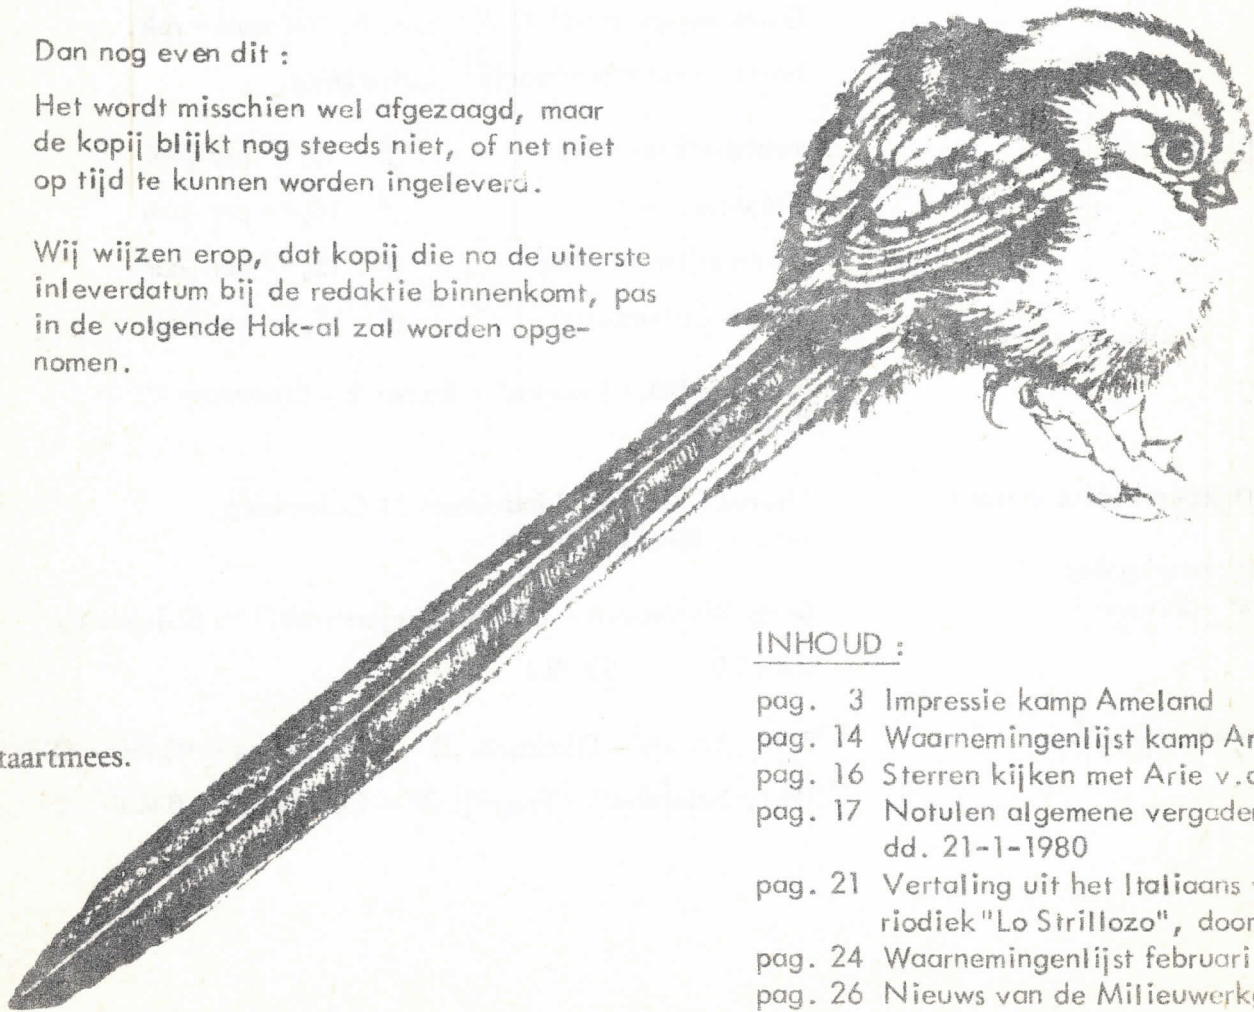 Dan nog even dit :
Het wordt misschien wel afgezaagd, maar
de kopij blijkt nog steeds niet, of net niet
op tijd te kunnen worden ingeleverd.
Wij wijzen erop, dat kopij die na de uiterste
inleverdatum bij de redaktie binnenkomt, pas
in de volgende Hak-al zal worden opge-
nomen.
taartmees.
INHOUD :
pag. 3 Impressie kamp Ameland
pag. 14 Waarnemingenlijst kamp
pag. 16 Sterren kijken met Arie
pag. 17 Notulen algemene
dd. 21-1-1980
pag. 21 Vertaling uit het Italiaans
riodiek "Lo Strillozo", door
pag. 24 Waarnemingenlijst februari
pag. 26 Nieuws van de